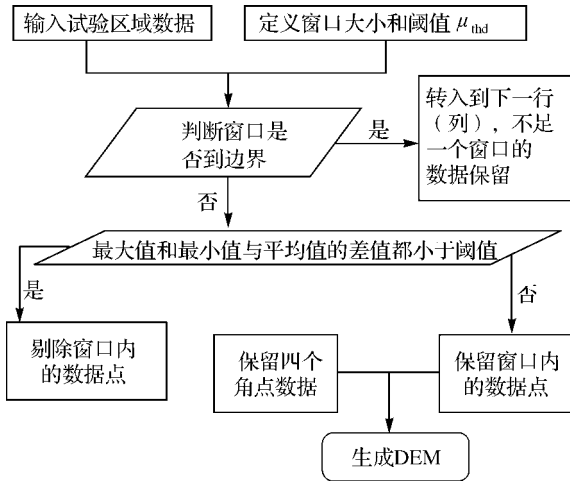 输入试验区域数据
定义窗口大小和阈值 μthd
判断窗口是
否到边界
是
转入到下一行
（列），不足
一个窗口的
数据保留
否
最大值和最小值与平均值的差值都小于阈值
是
否
剔除窗口内
的数据点
保留四个
角点数据
保留窗口内
的数据点
生成DEM